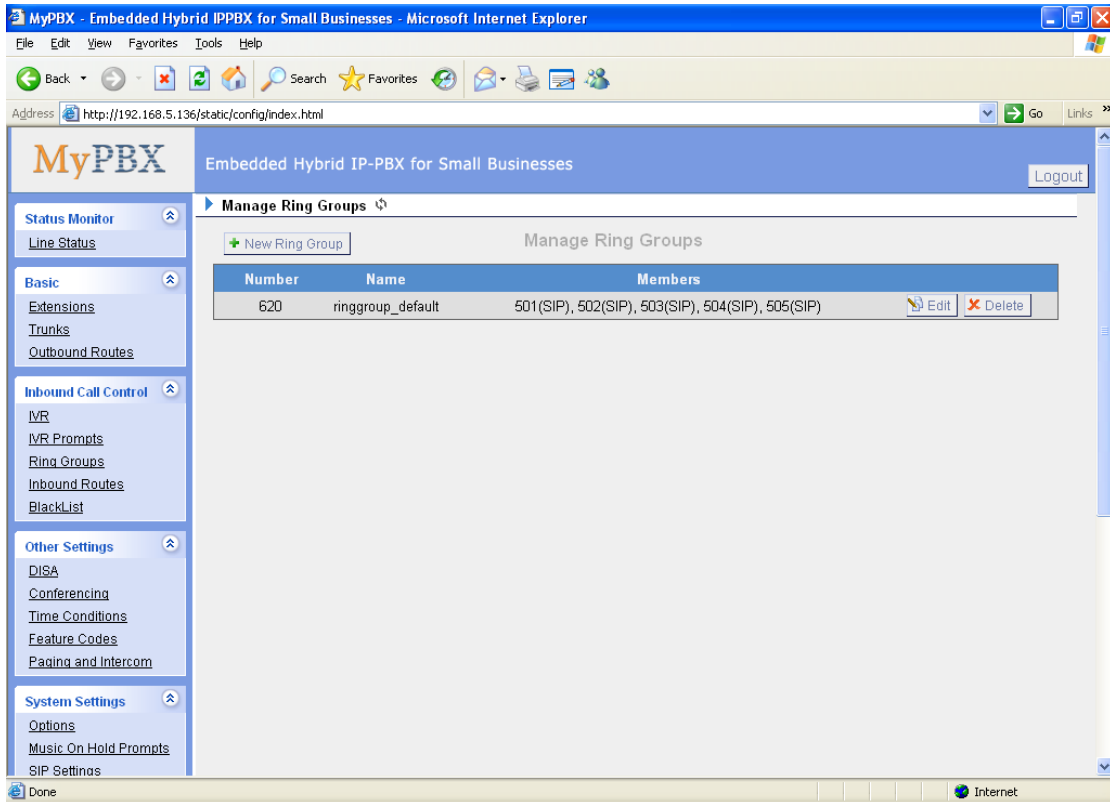 MyPBX - Embedded Hybrid IPPBX for Small Businesses - Microsoft Internet Explorer
File Edit View Favorites Tools Help
Back Search Favorites
Address http://192.168.5.136/static/config/index.html Go Links »
MyPBX Embedded Hybrid IP-PBX for Small Businesses Logout
Manage Ring Groups
New Ring Group Manage Ring Groups
Number Name Members
620 ringgroup_default 501(SIP), 502(SIP), 503(SIP), 504(SIP), 505(SIP) Edit Delete
Status Monitor
Line Status
Basic
Extensions
Trunks
Outbound Routes
Inbound Call Control
IVR
IVR Prompts
Ring Groups
Inbound Routes
BlackList
Other Settings
DISA
Conferencing
Time Conditions
Feature Codes
Paging and Intercom
System Settings
Options
Music On Hold Prompts
SIP Settings
Done Internet